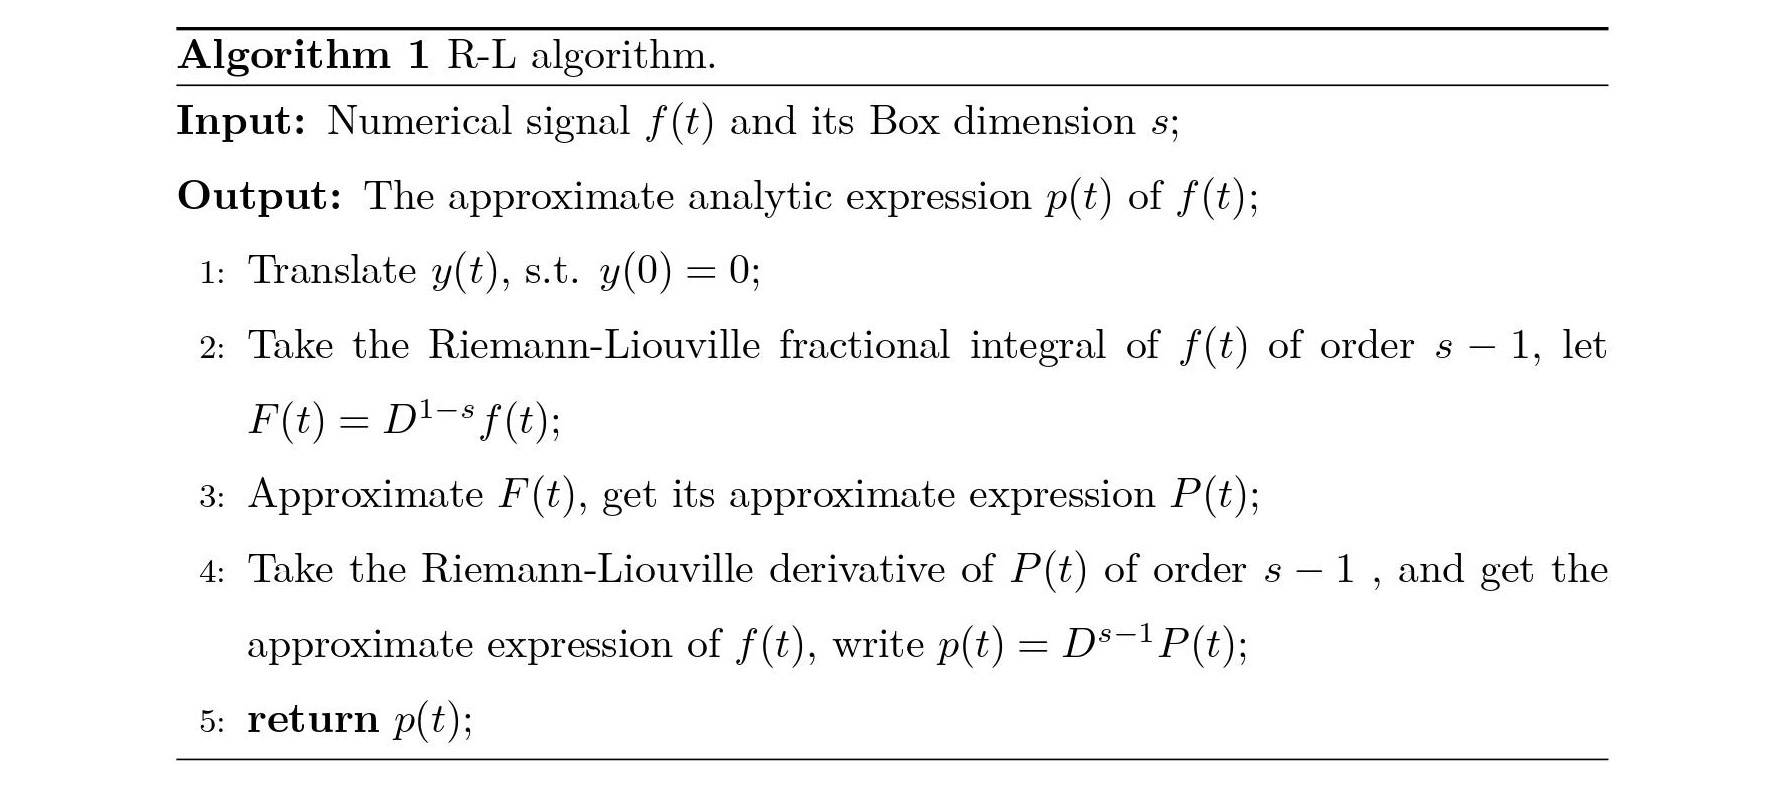 Algorithm 1 R-L algorithm.
Input: Numerical signal f(t) and its Box dimension s;
Output: The approximate analytic expression p(t) of f(t);
1: Translate y(t), s.t. y(0) = 0;
2: Take the Riemann-Liouville fractional integral of f(t) of order s − 1, let
F(t) = D^{1−s}f(t);
3: Approximate F(t), get its approximate expression P(t);
4: Take the Riemann-Liouville derivative of P(t) of order s − 1 , and get the
approximate expression of f(t), write p(t) = D^{s−1}P(t);
5: return p(t);